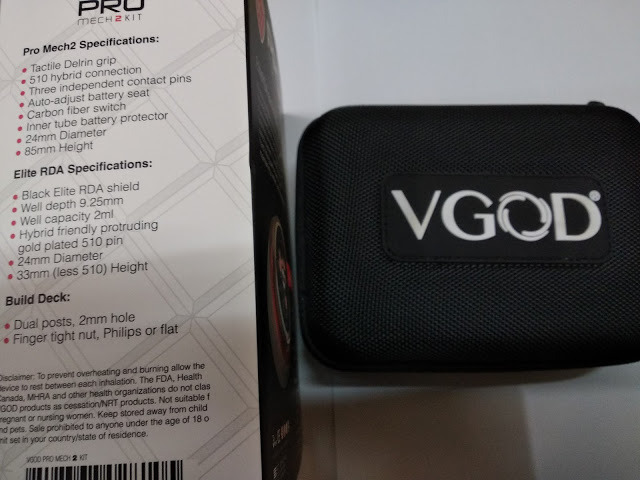 PRO
MECH2KIT
Pro Mech2 Specifications:
• Tactile Delrin grip
• 510 hybrid connection
• Three independent contact pins
• Auto-adjust battery seat
• Carbon fiber switch
• Inner tube battery protector
• 24mm Diameter
• 85mm Height
Elite RDA Specifications:
• Black Elite RDA shield
• Well depth 9.25mm
• Well capacity 2ml
• Hybrid friendly protruding
gold plated 510 pin
• 24mm Diameter
• 33mm (less 510) Height
Build Deck:
• Dual posts, 2mm hole
• Finger tight nut, Philips or flat
Disclaimer: To prevent overheating and burning allow the
device to rest between each inhalation. The FDA, Health
Canada, MHRA and other health organizations do not clas
VGOD products as cessation/NRT products. Not suitable f
pregnant or nursing women. Keep stored away from child
and pets. Sale prohibited to anyone under the age of 18 o
mit set in your country/state of residence.
VGOD PRO MECH 2 KIT
VGOD®